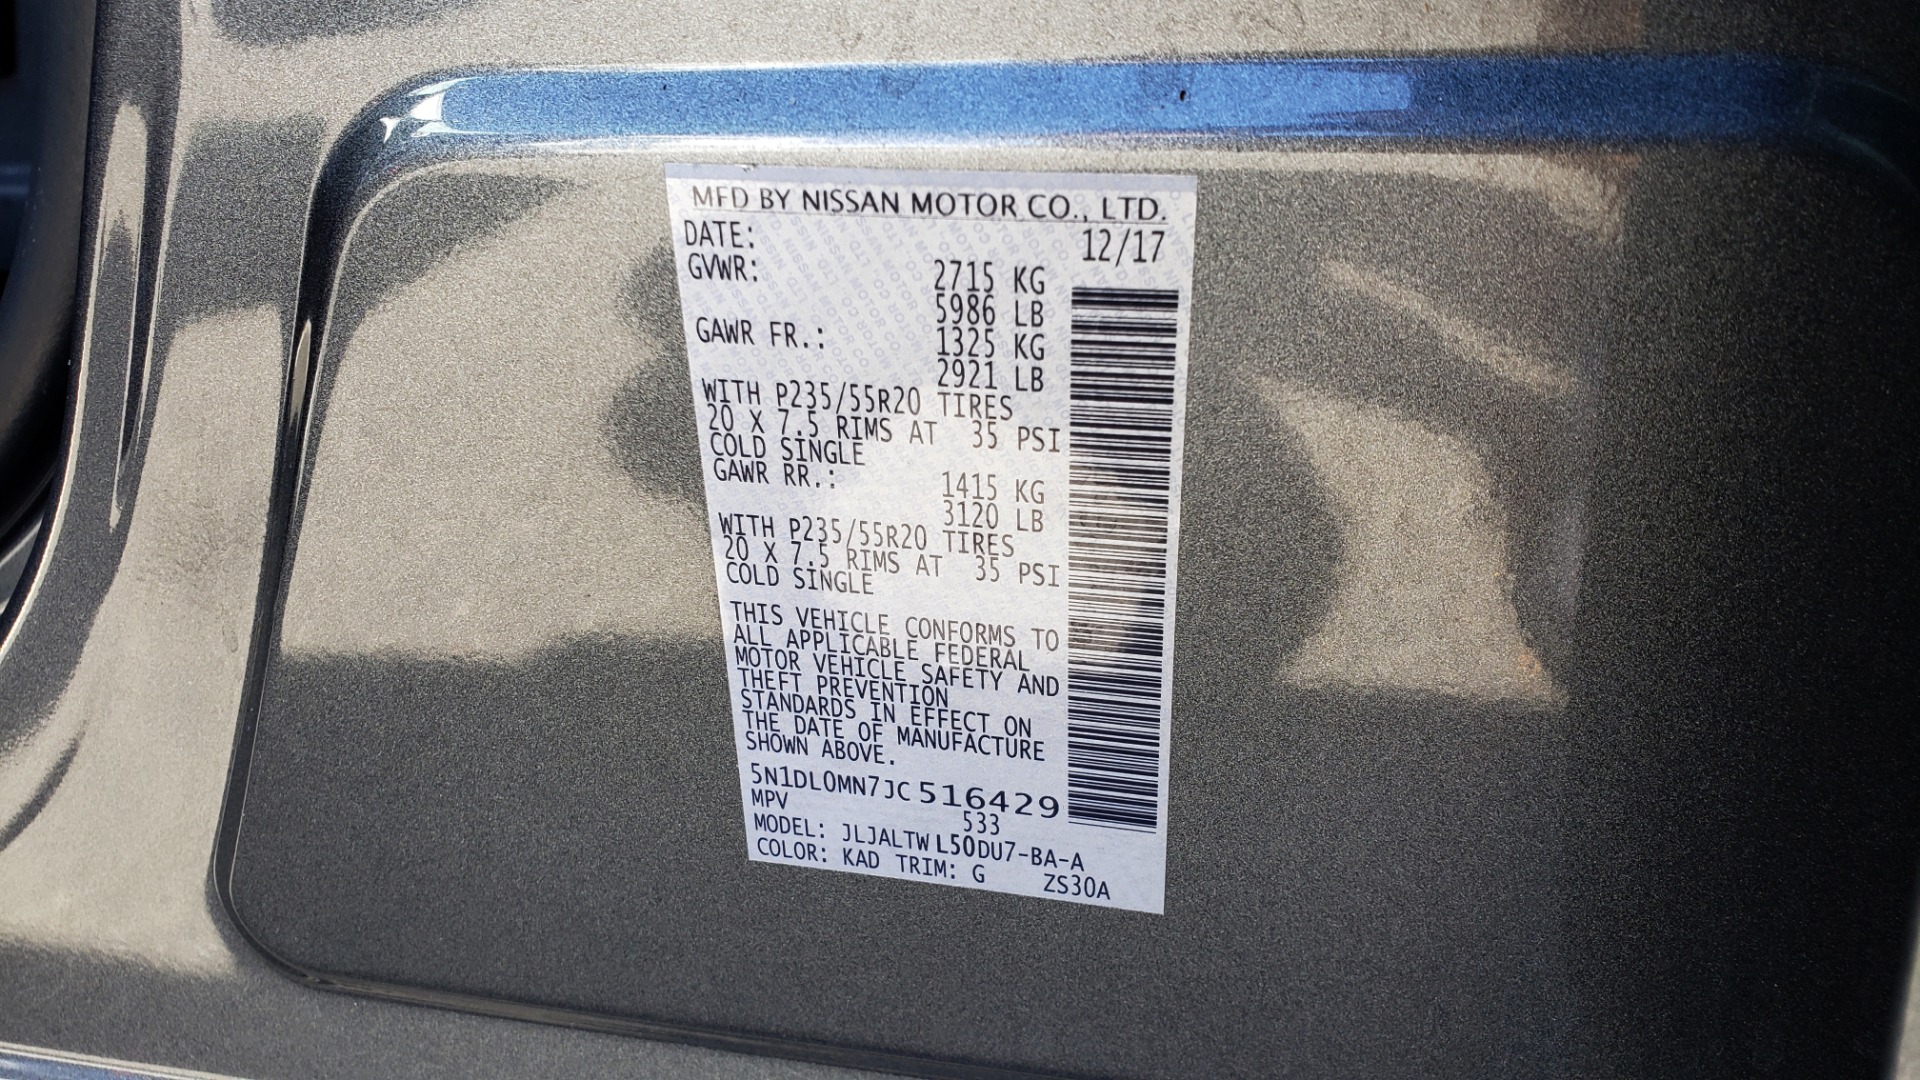 MFD BY NISSAN MOTOR CO., LTD.
DATE: 12/17
GVWR: 2715 KG
5986 LB
GAWR FR.: 1325 KG
2921 LB
WITH P235/55R20 TIRES
20 X 7.5 RIMS AT 35 PSI
COLD SINGLE
GAWR RR.: 1415 KG
3120 LB
WITH P235/55R20 TIRES
20 X 7.5 RIMS AT 35 PSI
COLD SINGLE
THIS VEHICLE CONFORMS TO
ALL APPLICABLE FEDERAL
MOTOR VEHICLE SAFETY AND
THEFT PREVENTION
STANDARDS IN EFFECT ON
THE DATE OF MANUFACTURE
SHOWN ABOVE.
5N1DL0MN7JC516429
MPV 533
MODEL: JLJALTWL50DU7-BA-A
COLOR: KAD TRIM: G ZS30A